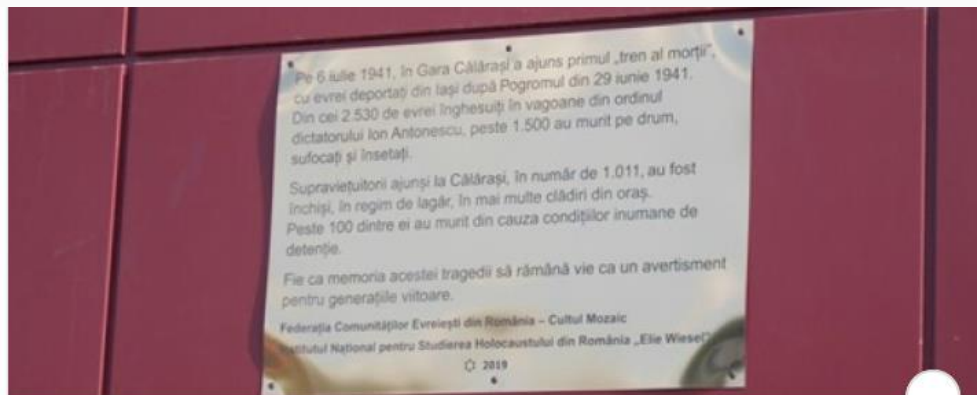 Pe 6 iulie 1941, în Gara Călărași a ajuns primul „tren al morții”,
cu evrei deportați din Iași după Pogromul din 29 iunie 1941.
Din cei 2.530 de evrei înghesuiți în vagoane din ordinul
dictatorului Ion Antonescu, peste 1.500 au murit pe drum,
sufocați și însetați.
Supraviețuitorii ajunși la Călărași, în număr de 1.011, au fost
închiși, în regim de lagăr, în mai multe clădiri din oraș.
Peste 100 dintre ei au murit din cauza condițiilor inumane de
detenție.
Fie ca memoria acestei tragedii să rămână vie ca un avertisment
pentru generațiile viitoare.
Federația Comunităților Evreiești din România – Cultul Mozaic
Institutul Național pentru Studierea Holocaustului din România „Elie Wiesel”
2019